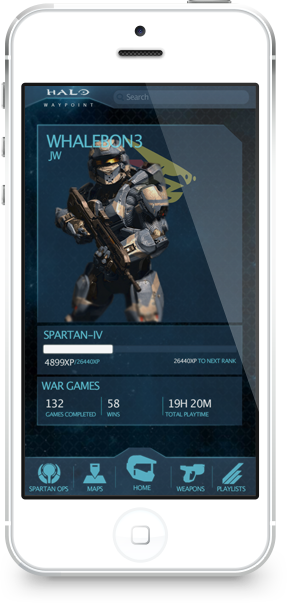 HALO
WAYPOINT
Search
WHALEBON3
JW
SPARTAN-IV
4899XP/26440XP
26440XP TO NEXT RANK
WAR GAMES
132 58 19H 20M
GAMES COMPLETED WINS TOTAL PLAYTIME
SPARTAN OPS MAPS HOME WEAPONS PLAYLISTS